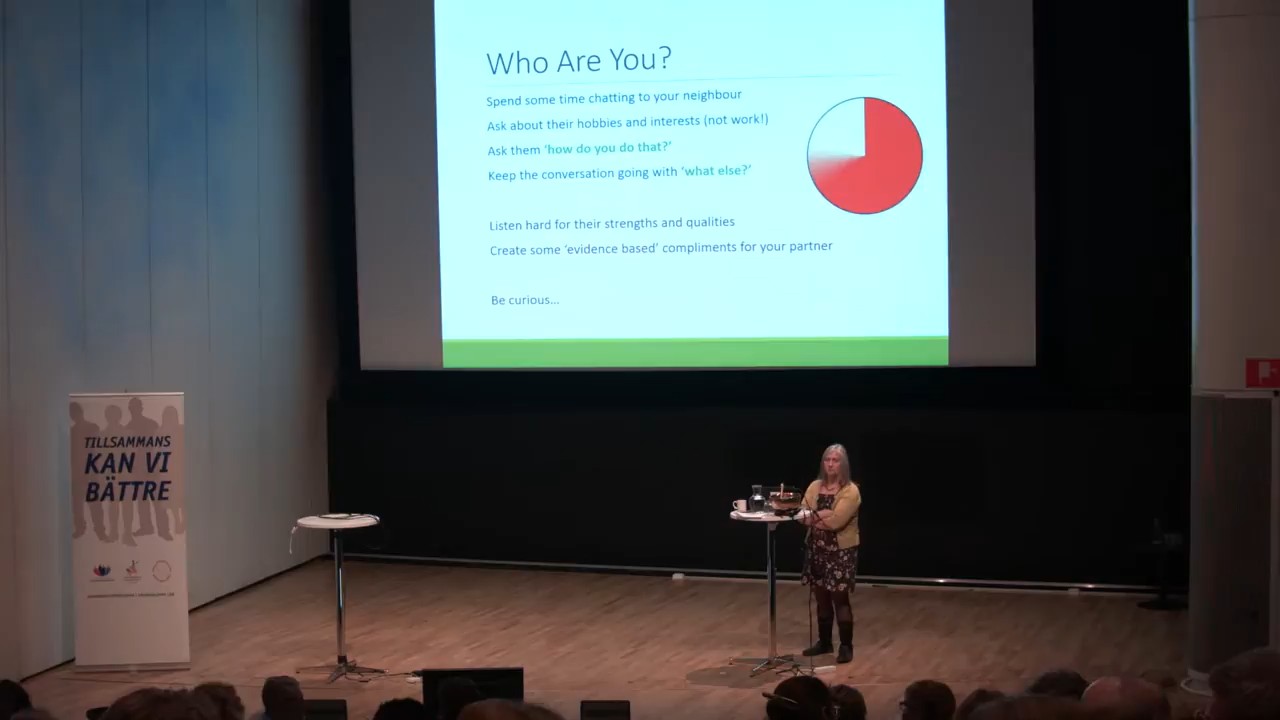 Who Are You?
Spend some time chatting to your neighbour
Ask about their hobbies and interests (not work!)
Ask them ‘how do you do that?’
Keep the conversation going with ‘what else?’
Listen hard for their strengths and qualities
Create some ‘evidence based’ compliments for your partner
Be curious...
TILLSAMMANS
KAN VI
BÄTTRE